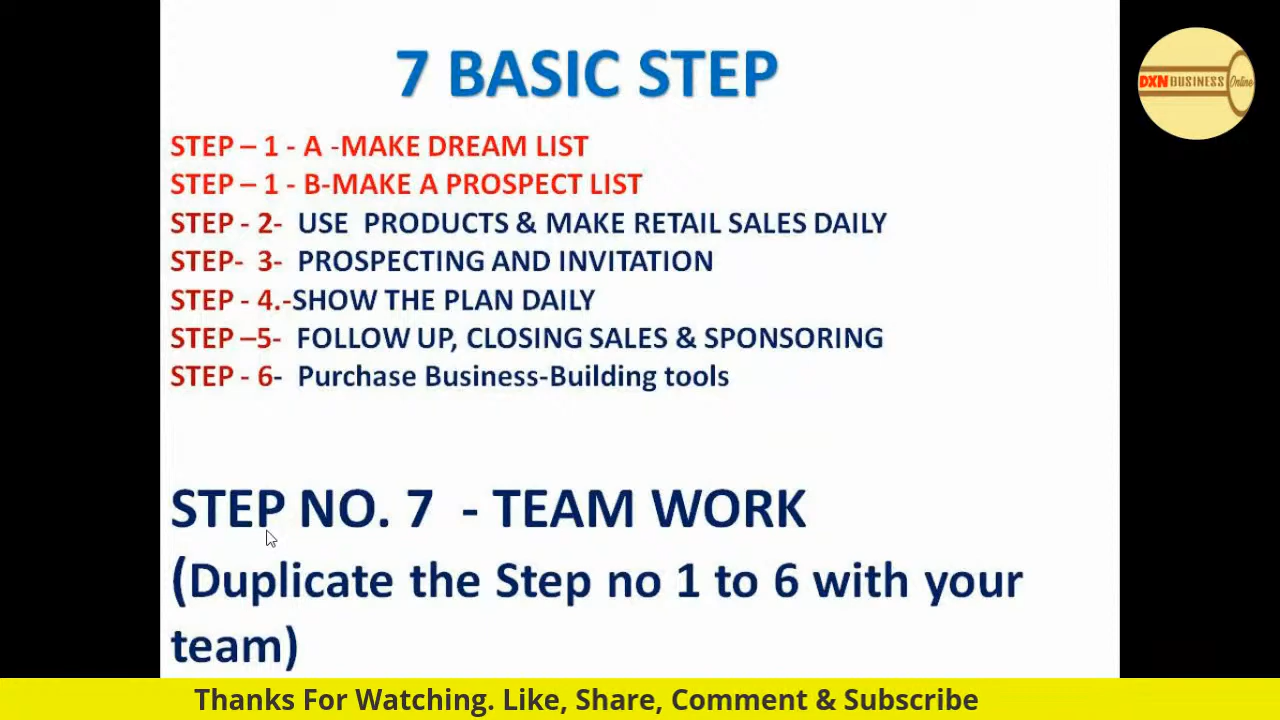 7 BASIC STEP
DXN BUSINESS Online
STEP – 1 - A -MAKE DREAM LIST
STEP – 1 - B-MAKE A PROSPECT LIST
STEP - 2- USE PRODUCTS & MAKE RETAIL SALES DAILY
STEP- 3- PROSPECTING AND INVITATION
STEP - 4.-SHOW THE PLAN DAILY
STEP –5- FOLLOW UP, CLOSING SALES & SPONSORING
STEP - 6- Purchase Business-Building tools
STEP NO. 7 - TEAM WORK
(Duplicate the Step no 1 to 6 with your
team)
Thanks For Watching. Like, Share, Comment & Subscribe